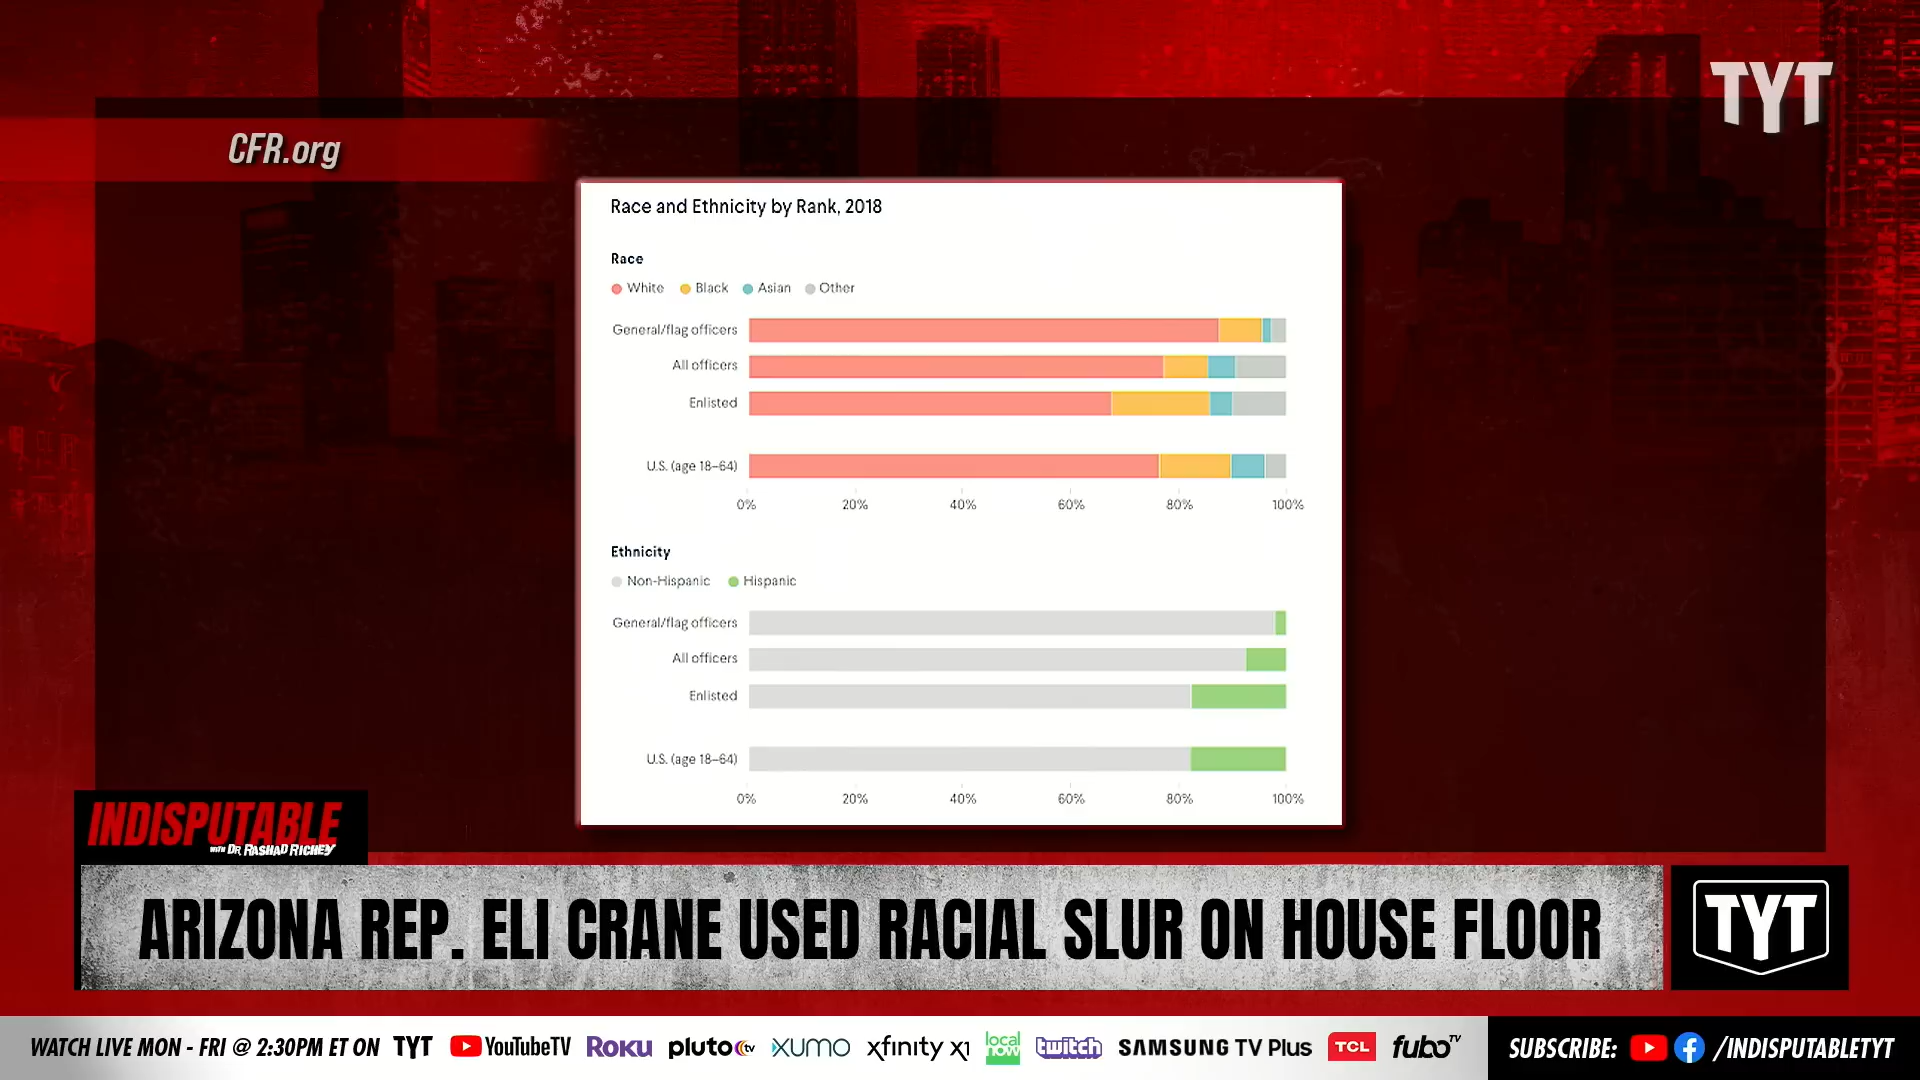 TYT
CFR.org
Race and Ethnicity by Rank, 2018
Race
White Black Asian Other
General/flag officers
All officers
Enlisted
U.S. (age 18–64)
0% 20% 40% 60% 80% 100%
Ethnicity
Non-Hispanic Hispanic
General/flag officers
All officers
Enlisted
U.S. (age 18–64)
0% 20% 40% 60% 80% 100%
INDISPUTABLE
WITH DR RASHAD RICHEY
ARIZONA REP. ELI CRANE USED RACIAL SLUR ON HOUSE FLOOR
TYT
WATCH LIVE MON - FRI @ 2:30PM ET ON TYT YouTubeTV ROKU pluto tv XUMO xfinity X1 local now twitch SAMSUNG TV Plus TCL fubo TV SUBSCRIBE: /INDISPUTABLETYT